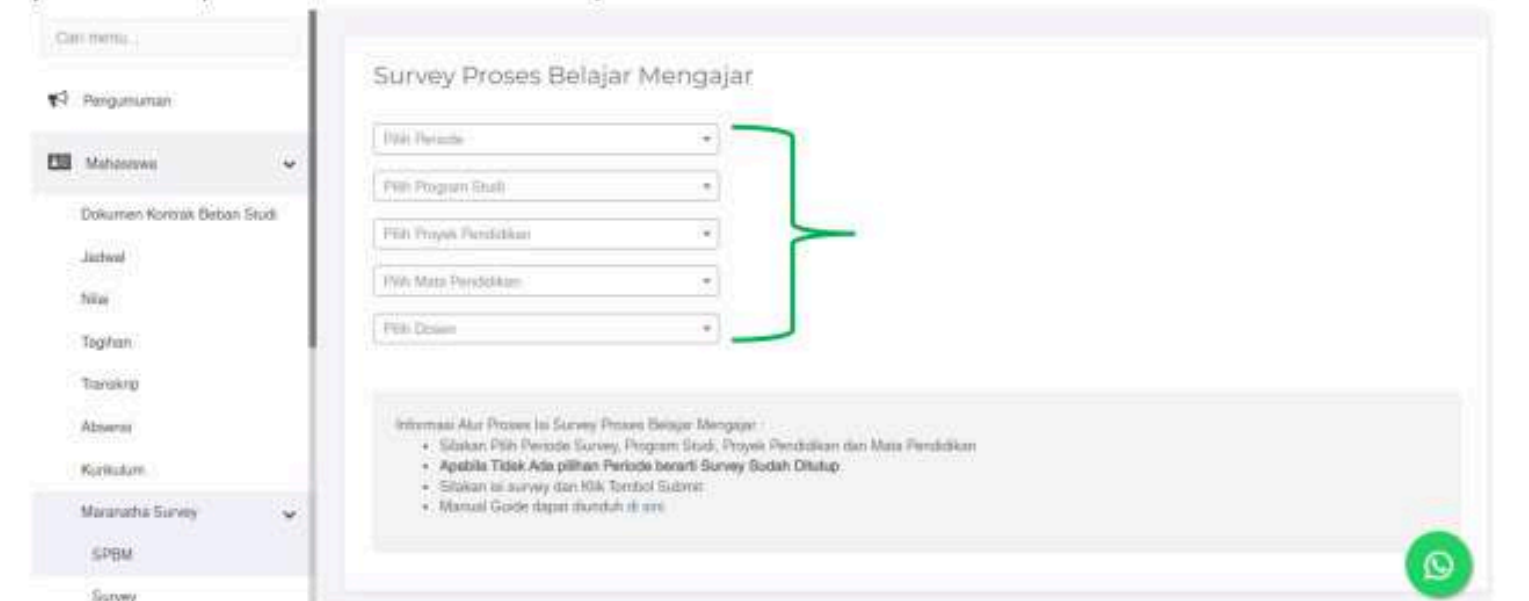 Cari menu...
Pengumuman
Mahasiswa
Dokumen Kontrak Beban Studi
Jadwal
Nilai
Tagihan
Transkrip
Absensi
Kurikulum
Maranatha Survey
SPBM
Survey
Survey Proses Belajar Mengajar
Pilih Periode
Pilih Program Studi
Pilih Proyek Pendidikan
Pilih Mata Pendidikan
Pilih Dosen
Informasi Alur Proses Isi Survey Proses Belajar Mengajar :
• Silakan Pilih Periode Survey, Program Studi, Proyek Pendidikan dan Mata Pendidikan
• Apabila Tidak Ada pilihan Periode berarti Survey Sudah Ditutup
• Silakan isi survey dan Klik Tombol Submit
• Manual Guide dapat diunduh di sini